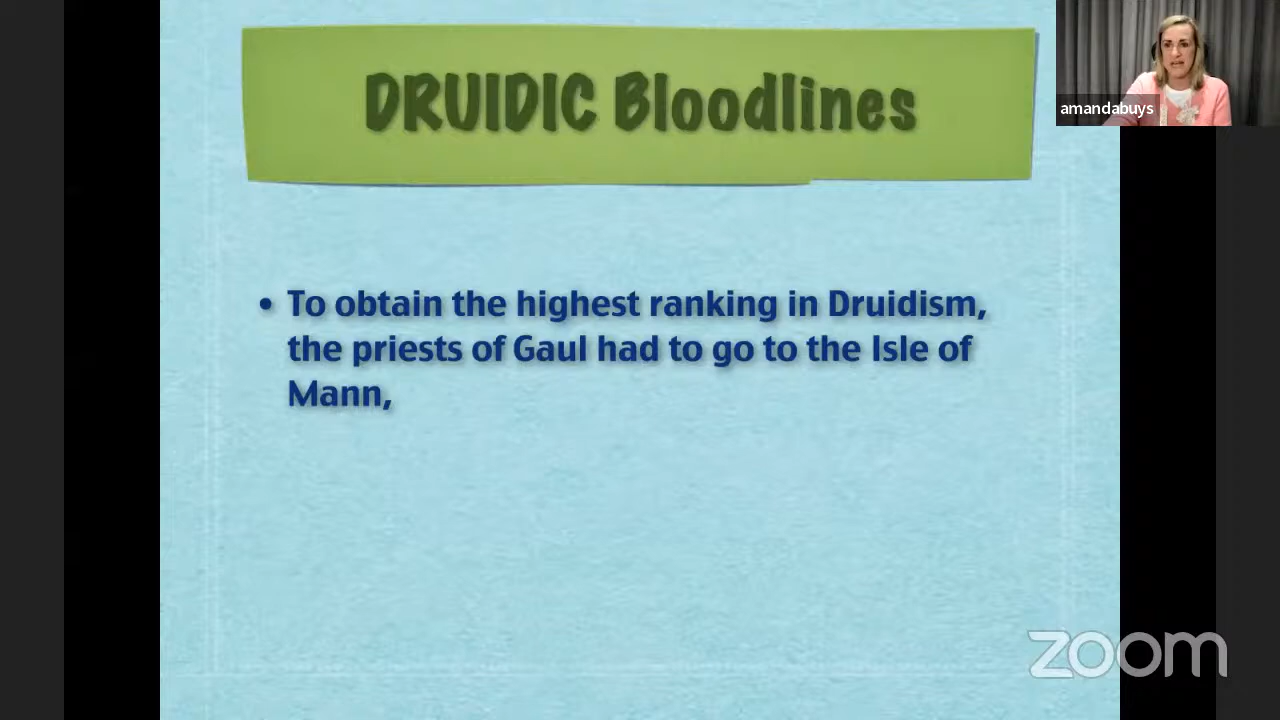 DRUIDIC Bloodlines
amandabuys
• To obtain the highest ranking in Druidism,
the priests of Gaul had to go to the Isle of
Mann,
zoom